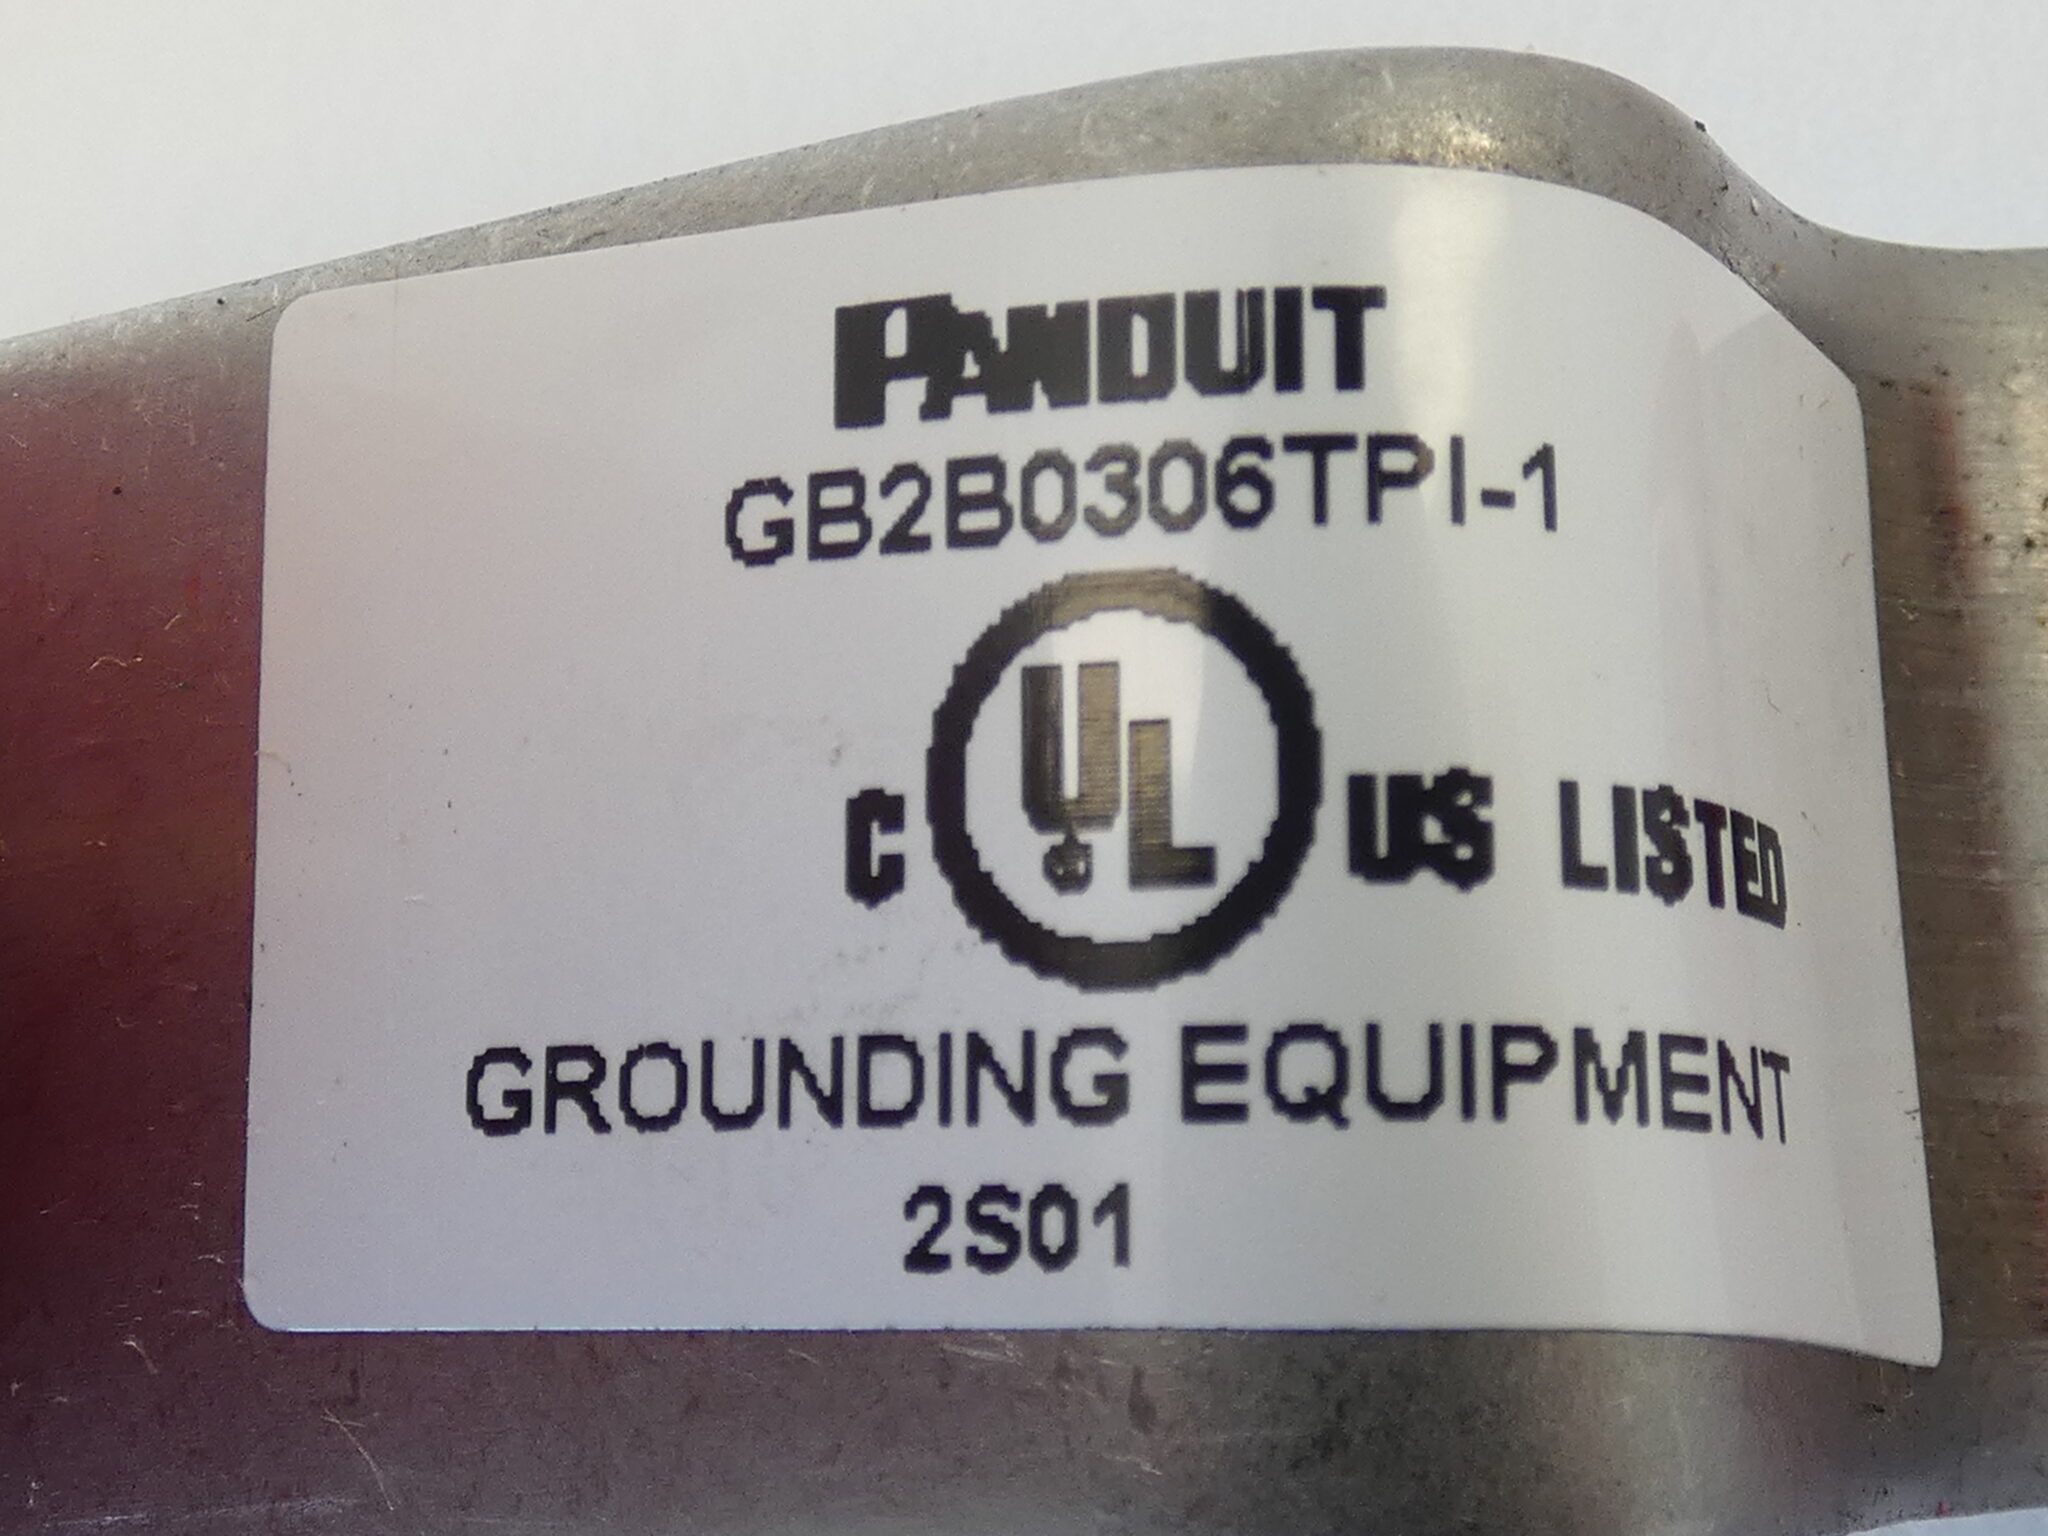 PANDUIT
GB2B0306TPI-1
C UL US LISTED
GROUNDING EQUIPMENT
2S01